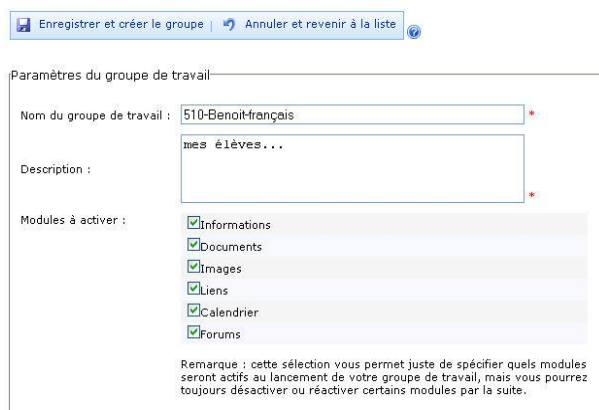 Enregistrer et créer le groupe | Annuler et revenir à la liste
Paramètres du groupe de travail
Nom du groupe de travail : 510-Benoit-français *
mes élèves...
Description :
*
Modules à activer :
Informations
Documents
Images
Liens
Calendrier
Forums
Remarque : cette sélection vous permet juste de spécifier quels modules
seront actifs au lancement de votre groupe de travail, mais vous pourrez
toujours désactiver ou réactiver certains modules par la suite.